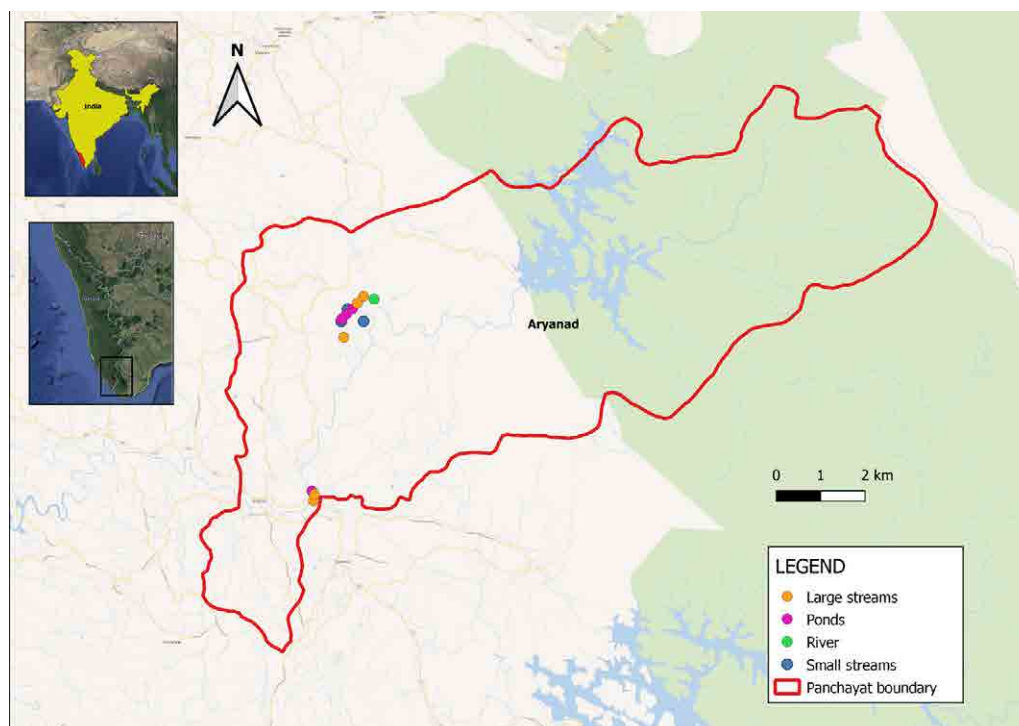 India
N
Aryanad
0 1 2 km
LEGEND
Large streams
Ponds
River
Small streams
Panchayat boundary